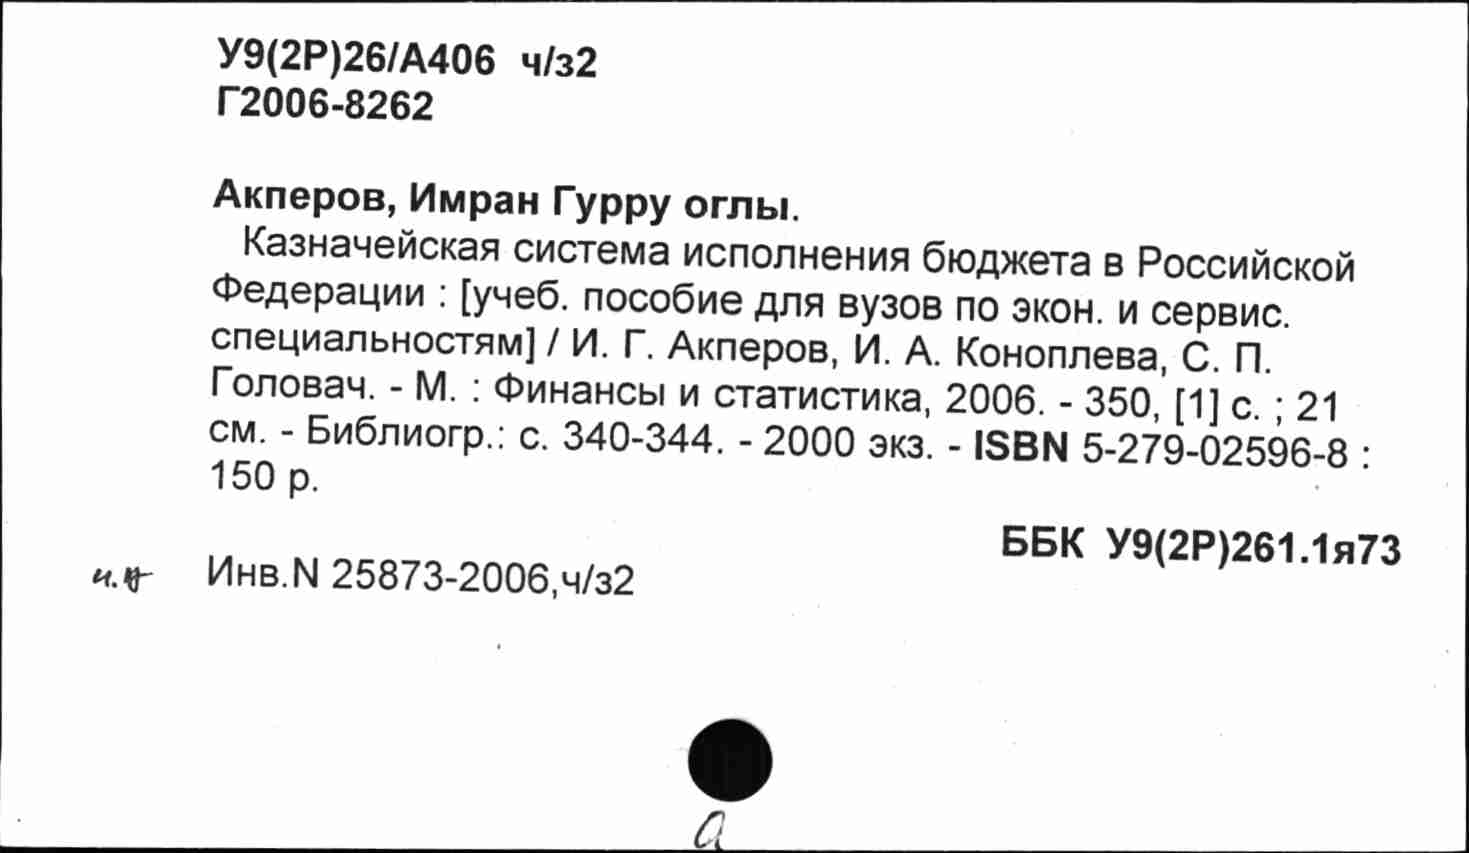 У9(2Р)26/А406 ч/з2
Г2006-8262
Акперов, Имран Гурру оглы.
Казначейская система исполнения бюджета в Российской
Федерации : [учеб. пособие для вузов по экон. и сервис.
специальностям] / И. Г. Акперов, И. А. Коноплева, С. П.
Головач. - М. : Финансы и статистика, 2006. - 350, [1] с. ; 21
см. - Библиогр.: с. 340-344. - 2000 экз. - ISBN 5-279-02596-8 :
150 р.
ББК У9(2Р)261.1я73
Инв.N 25873-2006,ч/з2
а